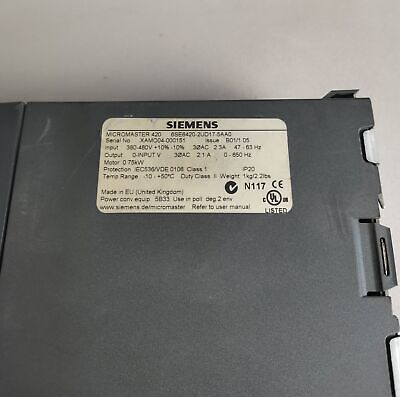 SIEMENS
MICROMASTER 420 6SE6420-2UD17-5AA0
Serial No XAMO04-000151 Issue B01/1.05
Input 380-480V +10% -10% 3ØAC 2.3A 47 - 63 Hz
Output 0-INPUT V 3ØAC 2.1 A 0 - 650 Hz
Motor 0.75kW
Protection IEC536/VDE 0106 Class 1 IP20
Temp Range -10 - +50°C Duty Class II Weight 1kg/2.2lbs
Made in EU (United Kingdom) N117 CE
Power conv. equip. 5B33 Use in poll. deg 2 env.
www.siemens.de/micromaster Refer to user manual
UL
LISTED